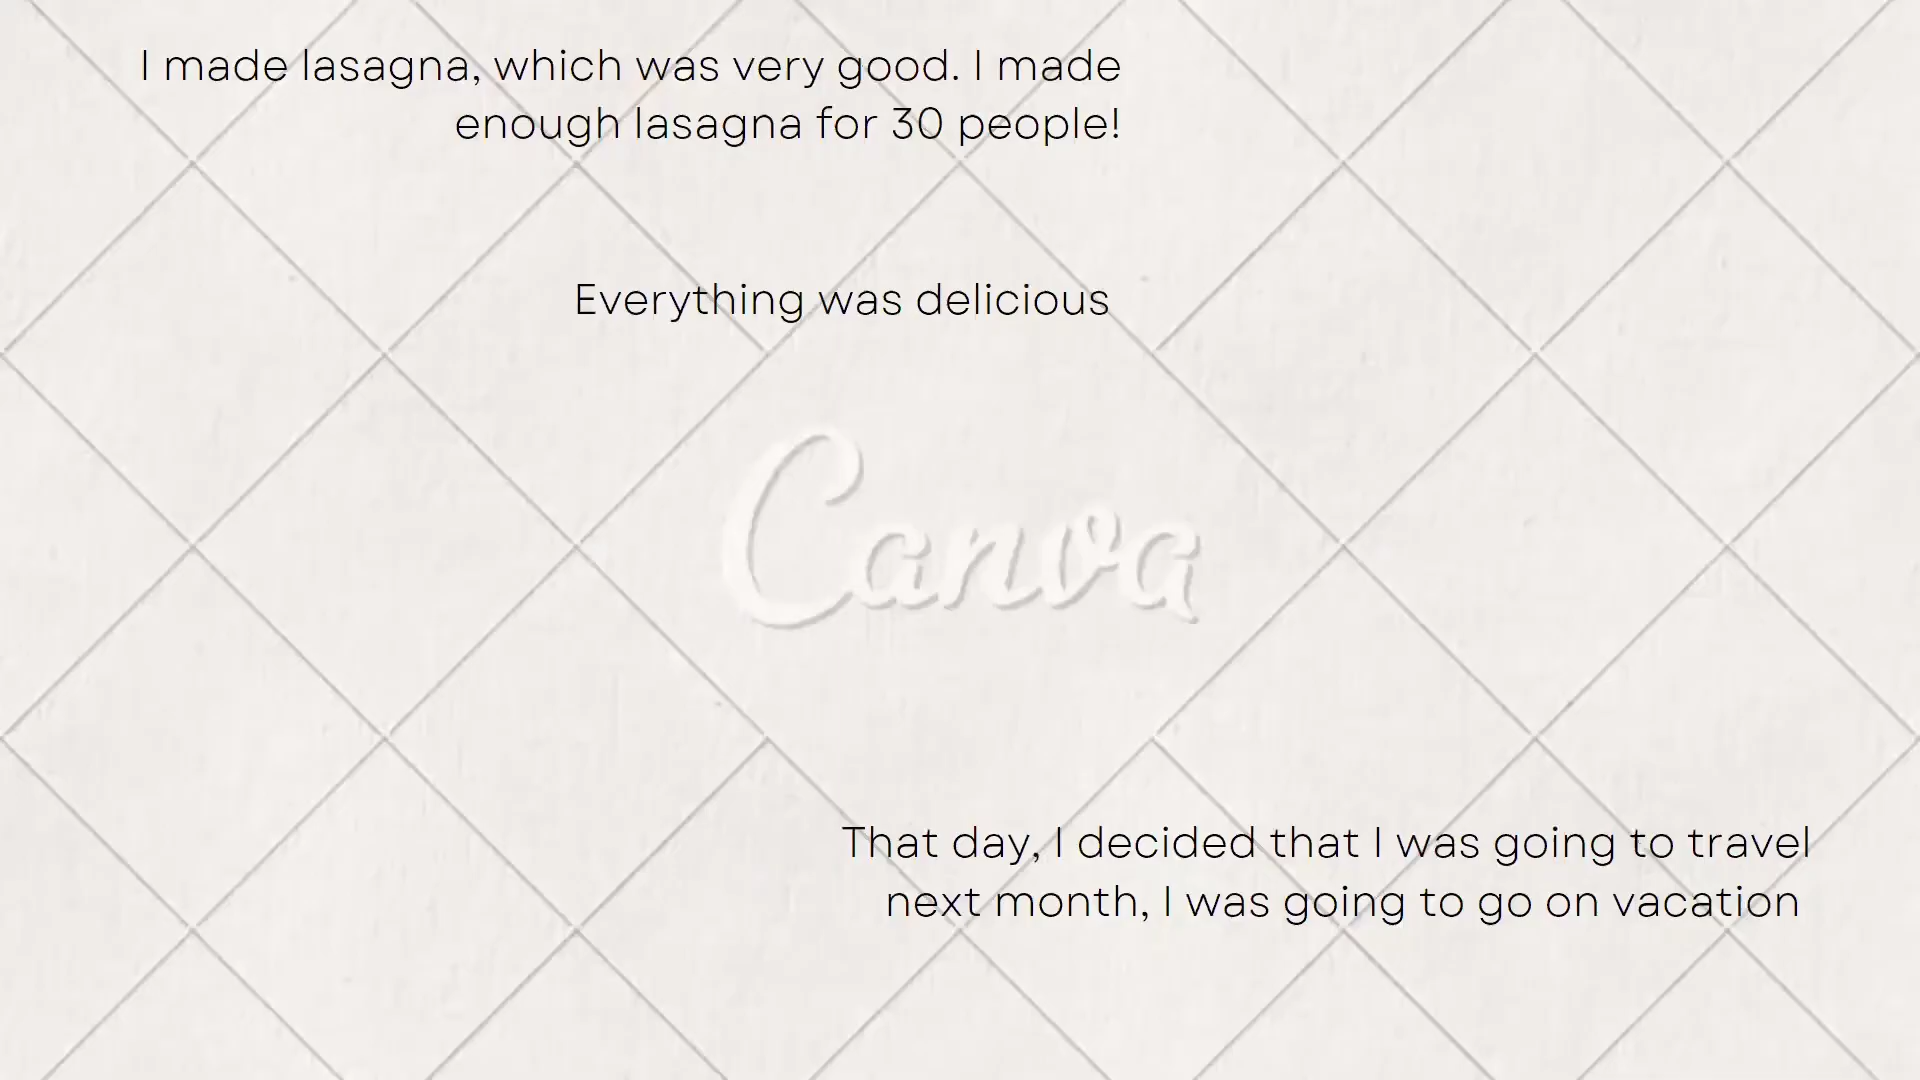 I made lasagna, which was very good. I made
enough lasagna for 30 people!
Everything was delicious
Canva
That day, I decided that I was going to travel
next month, I was going to go on vacation